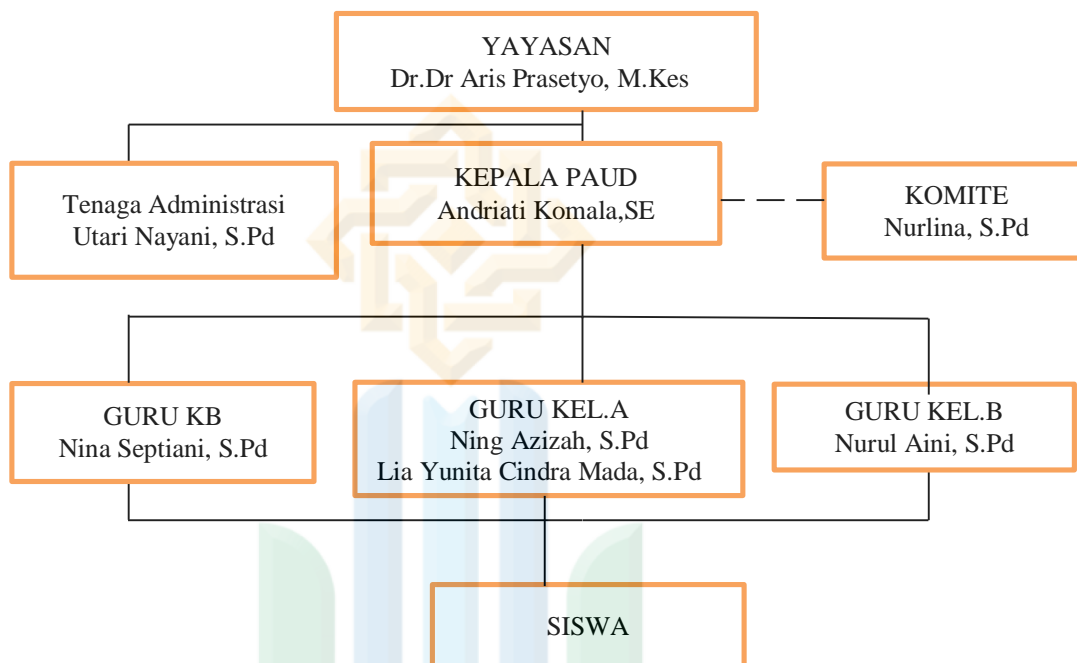 YAYASAN
Dr.Dr Aris Prasetyo, M.Kes
Tenaga Administrasi
Utari Nayani, S.Pd
KEPALA PAUD
Andriati Komala,SE
KOMITE
Nurlina, S.Pd
GURU KB
Nina Septiani, S.Pd
GURU KEL.A
Ning Azizah, S.Pd
Lia Yunita Cindra Mada, S.Pd
GURU KEL.B
Nurul Aini, S.Pd
SISWA